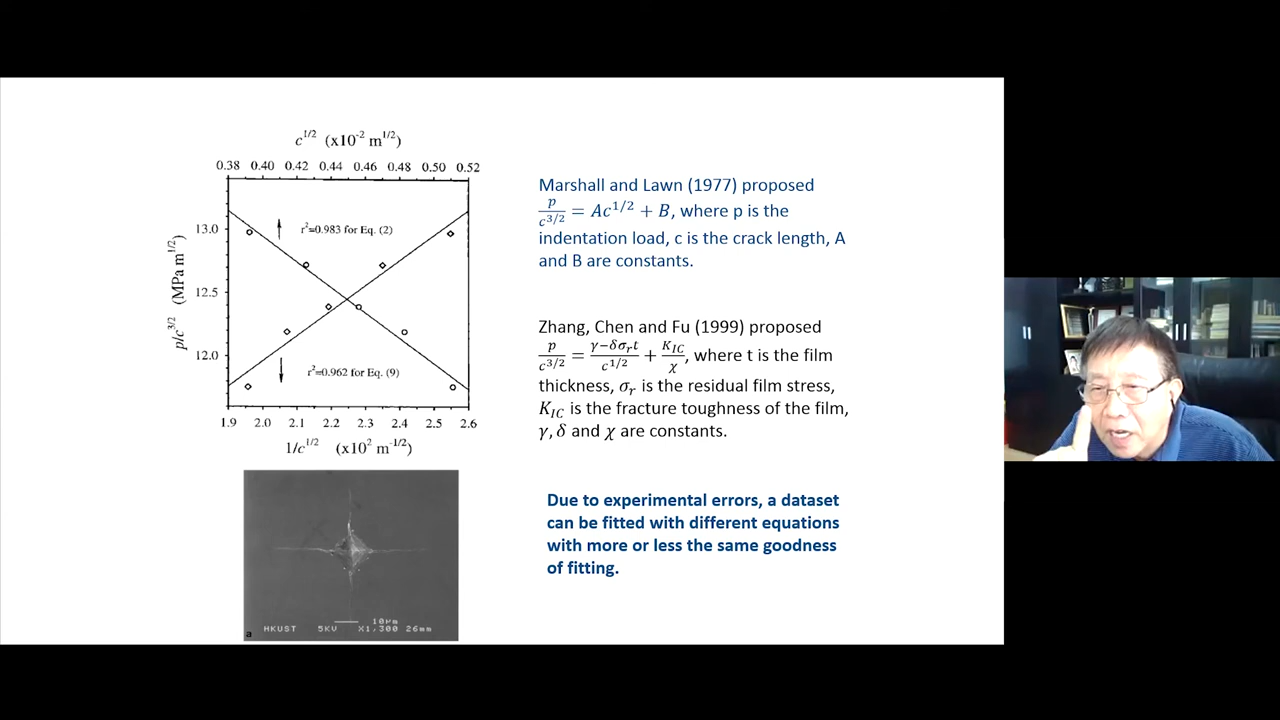 c^{1/2} (x10^{-2} m^{1/2})
0.38 0.40 0.42 0.44 0.46 0.48 0.50 0.52
13.0
12.5
12.0
p/c^{3/2} (MPa m^{1/2})
r^2=0.983 for Eq. (2)
r^2=0.962 for Eq. (9)
1.9 2.0 2.1 2.2 2.3 2.4 2.5 2.6
1/c^{1/2} (x10^2 m^{-1/2})
a
10μm
HKUST 5KV X1,300 26mm
Marshall and Lawn (1977) proposed
p/c^{3/2} = Ac^{1/2} + B, where p is the
indentation load, c is the crack length, A
and B are constants.
Zhang, Chen and Fu (1999) proposed
p/c^{3/2} = (γ−δσ_r t)/c^{1/2} + K_{IC}/χ, where t is the film
thickness, σ_r is the residual film stress,
K_{IC} is the fracture toughness of the film,
γ, δ and χ are constants.
Due to experimental errors, a dataset
can be fitted with different equations
with more or less the same goodness
of fitting.